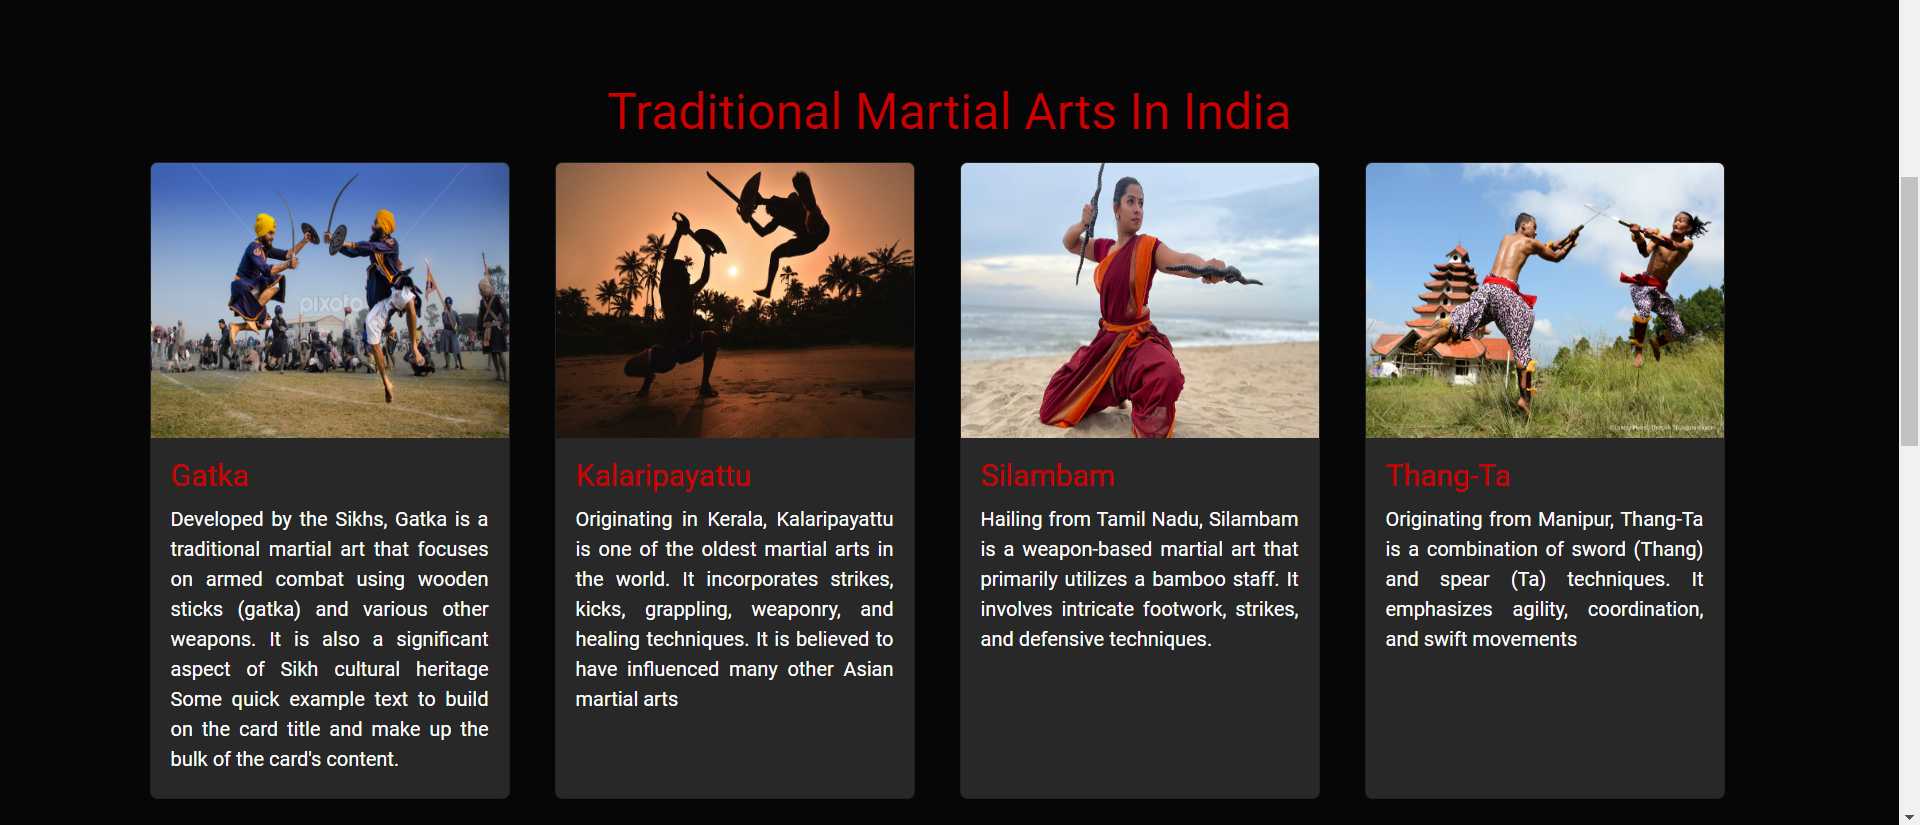 Traditional Martial Arts In India
pixoto
Gatka
Developed by the Sikhs, Gatka is a
traditional martial art that focuses
on armed combat using wooden
sticks (gatka) and various other
weapons. It is also a significant
aspect of Sikh cultural heritage
Some quick example text to build
on the card title and make up the
bulk of the card's content.
Kalaripayattu
Originating in Kerala, Kalaripayattu
is one of the oldest martial arts in
the world. It incorporates strikes,
kicks, grappling, weaponry, and
healing techniques. It is believed to
have influenced many other Asian
martial arts
Silambam
Hailing from Tamil Nadu, Silambam
is a weapon-based martial art that
primarily utilizes a bamboo staff. It
involves intricate footwork, strikes,
and defensive techniques.
Thang-Ta
Originating from Manipur, Thang-Ta
is a combination of sword (Thang)
and spear (Ta) techniques. It
emphasizes agility, coordination,
and swift movements